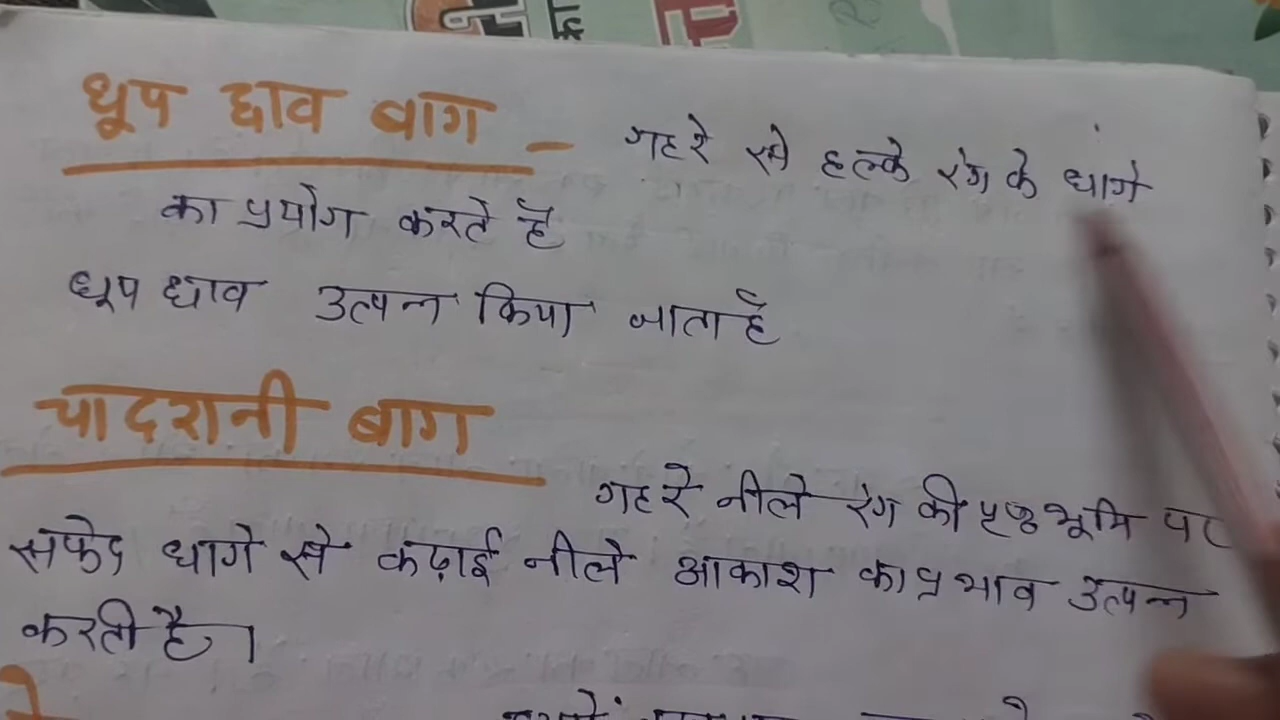 धूप छाव बाग – गहरे से हल्के रंग के धागे
का प्रयोग करते है
धूप छाव उत्पन्न किया जाता है
चादरानी बाग
गहरे नीले रंग की पृष्ठभूमि पर
सफेद धागे से कढ़ाई नीले आकाश का प्रभाव उत्पन्न
करती है।